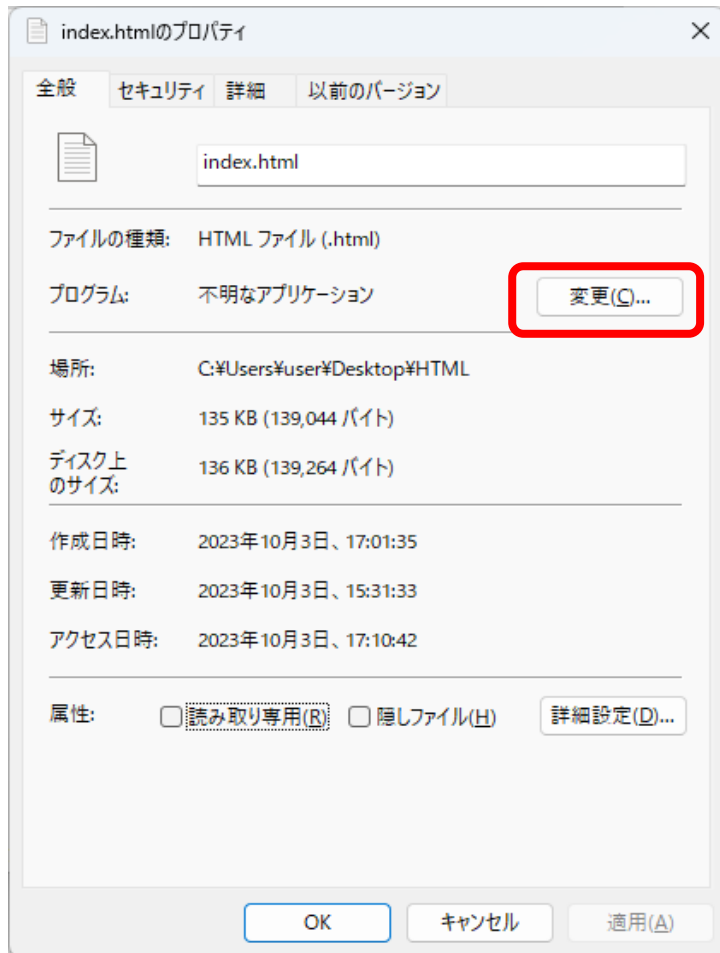 index.htmlのプロパティ
全般 セキュリティ 詳細 以前のバージョン
index.html
ファイルの種類: HTML ファイル (.html)
プログラム: 不明なアプリケーション 変更(C)...
場所: C:¥Users¥user¥Desktop¥HTML
サイズ: 135 KB (139,044 バイト)
ディスク上
のサイズ: 136 KB (139,264 バイト)
作成日時: 2023年10月3日、17:01:35
更新日時: 2023年10月3日、15:31:33
アクセス日時: 2023年10月3日、17:10:42
属性: 読み取り専用(R) 隠しファイル(H) 詳細設定(D)...
OK キャンセル 適用(A)